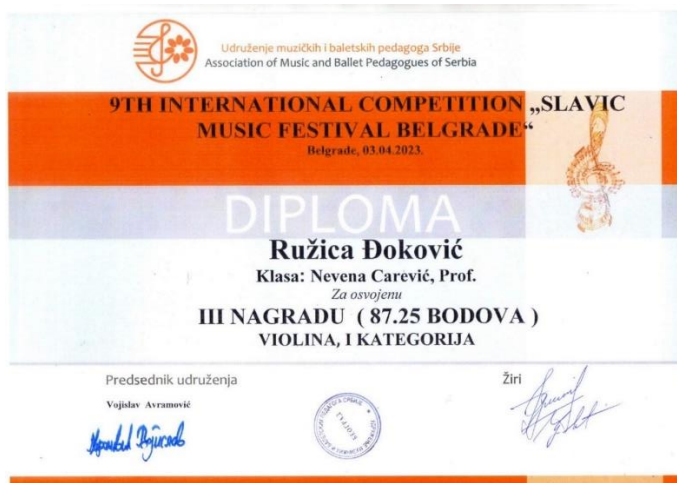 Udruženje muzičkih i baletskih pedagoga Srbije
Association of Music and Ballet Pedagogues of Serbia
9TH INTERNATIONAL COMPETITION „SLAVIC
MUSIC FESTIVAL BELGRADE“
Belgrade, 03.04.2023.
DIPLOMA
Ružica Đoković
Klasa: Nevena Carević, Prof.
Za osvojenu
III NAGRADU ( 87.25 BODOVA )
VIOLINA, I KATEGORIJA
Predsednik udruženja
Žiri
Vojislav Avramović